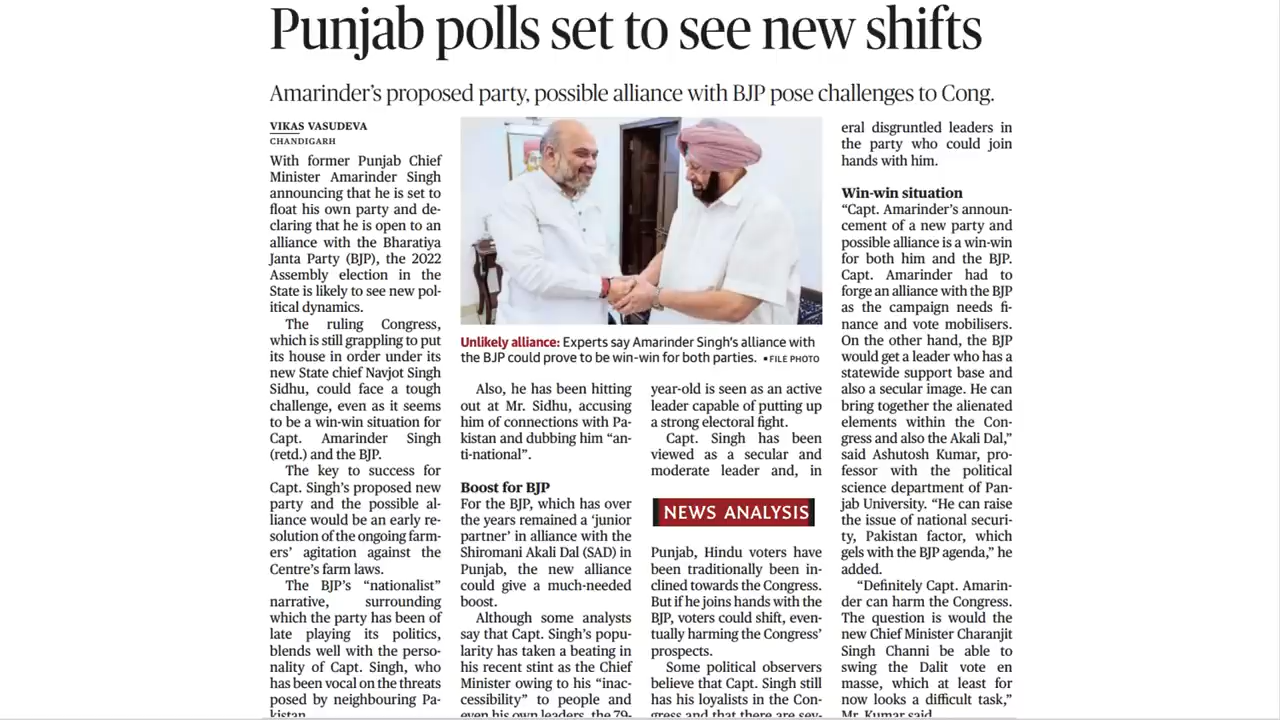 Punjab polls set to see new shifts
Amarinder's proposed party, possible alliance with BJP pose challenges to Cong.
VIKAS VASUDEVA
CHANDIGARH
With former Punjab Chief
Minister Amarinder Singh
announcing that he is set to
float his own party and de-
claring that he is open to an
alliance with the Bharatiya
Janta Party (BJP), the 2022
Assembly election in the
State is likely to see new pol-
itical dynamics.
The ruling Congress,
which is still grappling to put
its house in order under its
new State chief Navjot Singh
Sidhu, could face a tough
challenge, even as it seems
to be a win-win situation for
Capt. Amarinder Singh
(retd.) and the BJP.
The key to success for
Capt. Singh's proposed new
party and the possible al-
liance would be an early re-
solution of the ongoing farm-
ers' agitation against the
Centre's farm laws.
The BJP's “nationalist”
narrative, surrounding
which the party has been of
late playing its politics,
blends well with the perso-
nality of Capt. Singh, who
has been vocal on the threats
posed by neighbouring Pa-
kistan.
Unlikely alliance: Experts say Amarinder Singh's alliance with
the BJP could prove to be win-win for both parties. •FILE PHOTO
Also, he has been hitting
out at Mr. Sidhu, accusing
him of connections with Pa-
kistan and dubbing him “an-
ti-national”.
Boost for BJP
For the BJP, which has over
the years remained a ‘junior
partner’ in alliance with the
Shiromani Akali Dal (SAD) in
Punjab, the new alliance
could give a much-needed
boost.
Although some analysts
say that Capt. Singh's popu-
larity has taken a beating in
his recent stint as the Chief
Minister owing to his “inac-
cessibility” to people and
even his own leaders, the 79-
year-old is seen as an active
leader capable of putting up
a strong electoral fight.
Capt. Singh has been
viewed as a secular and
moderate leader and, in
NEWS ANALYSIS
Punjab, Hindu voters have
been traditionally been in-
clined towards the Congress.
But if he joins hands with the
BJP, voters could shift, even-
tually harming the Congress'
prospects.
Some political observers
believe that Capt. Singh still
has his loyalists in the Con-
gress and that there are sev-
eral disgruntled leaders in
the party who could join
hands with him.
Win-win situation
“Capt. Amarinder's announ-
cement of a new party and
possible alliance is a win-win
for both him and the BJP.
Capt. Amarinder had to
forge an alliance with the BJP
as the campaign needs fi-
nance and vote mobilisers.
On the other hand, the BJP
would get a leader who has a
statewide support base and
also a secular image. He can
bring together the alienated
elements within the Con-
gress and also the Akali Dal,”
said Ashutosh Kumar, pro-
fessor with the political
science department of Pan-
jab University. “He can raise
the issue of national securi-
ty, Pakistan factor, which
gels with the BJP agenda,” he
added.
“Definitely Capt. Amarin-
der can harm the Congress.
The question is would the
new Chief Minister Charanjit
Singh Channi be able to
swing the Dalit vote en
masse, which at least for
now looks a difficult task,”
Mr. Kumar said.